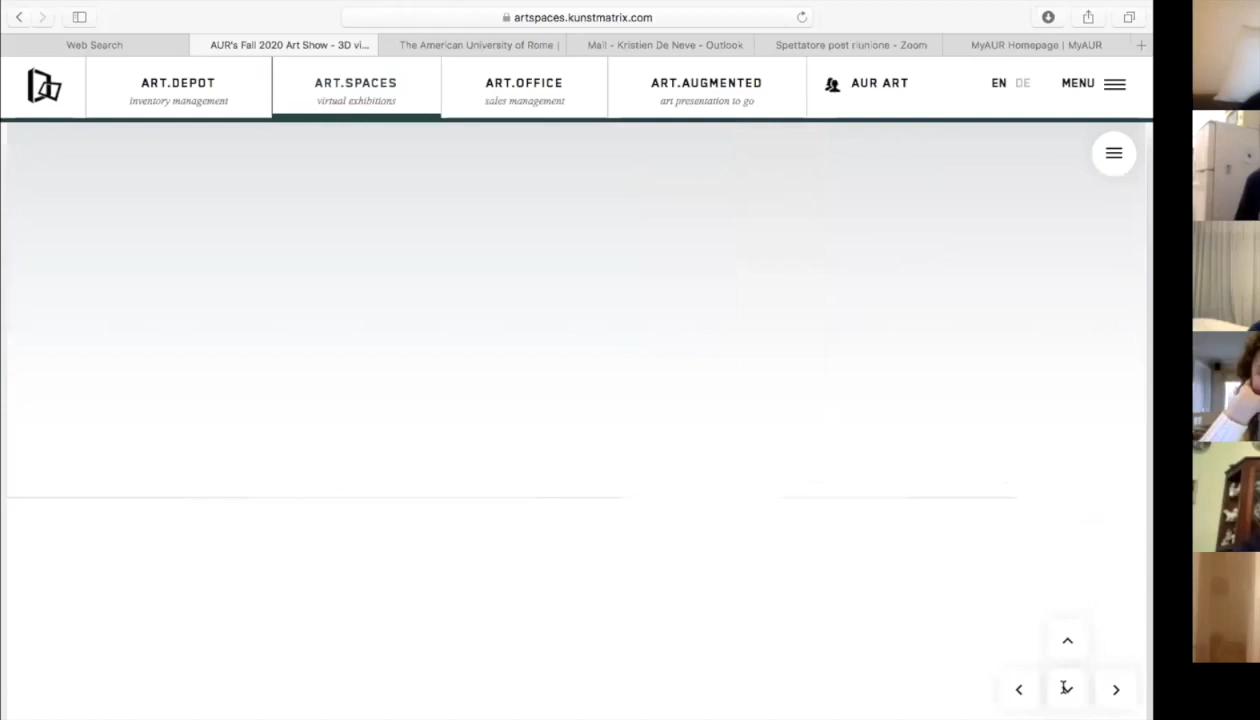 artspaces.kunstmatrix.com
Web Search
AUR's Fall 2020 Art Show - 3D vi...
The American University of Rome |
Mail - Kristien De Neve - Outlook
Spettatore post riunione - Zoom
MyAUR Homepage | MyAUR
ART.DEPOT
inventory management
ART.SPACES
virtual exhibitions
ART.OFFICE
sales management
ART.AUGMENTED
art presentation to go
AUR ART
EN DE
MENU